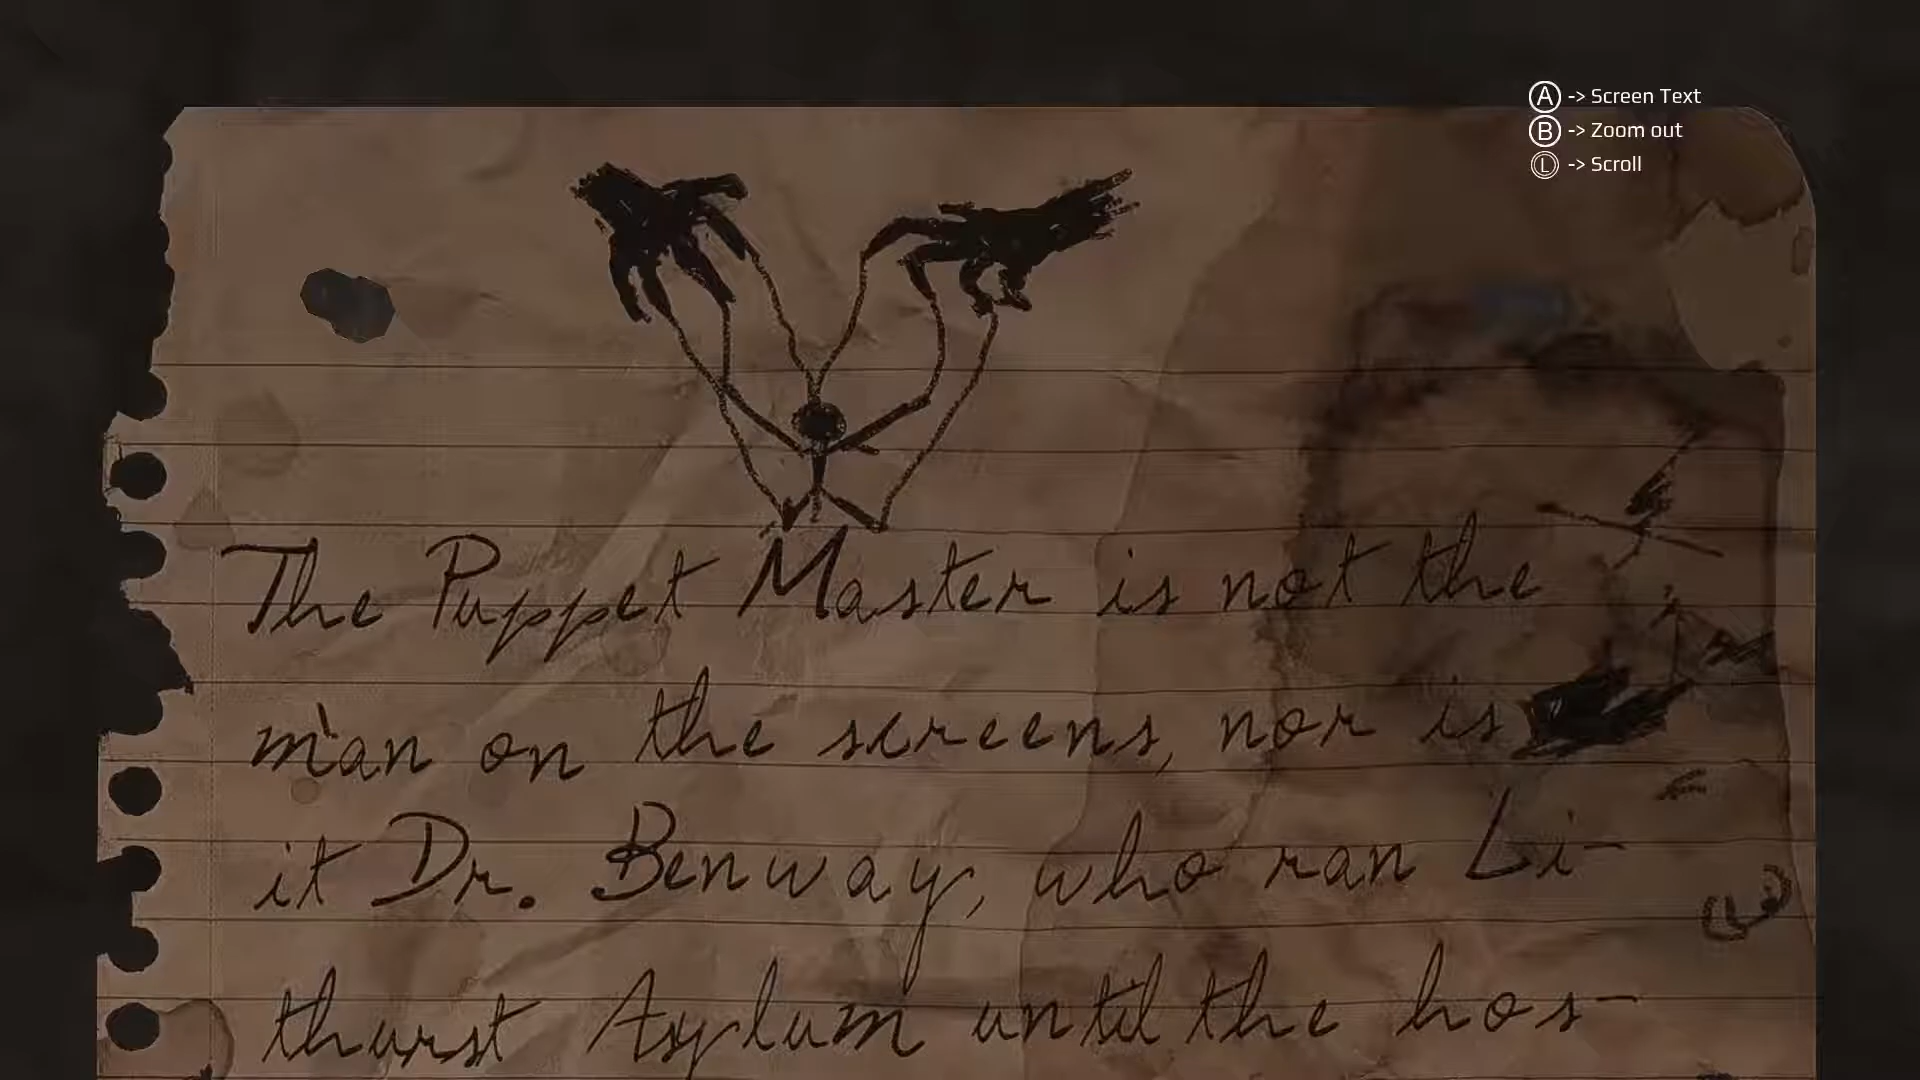 A -> Screen Text
B -> Zoom out
L -> Scroll
The Puppet Master is not the
man on the screens, nor is
it Dr. Benway, who ran Li-
thurst Asylum until the hos-